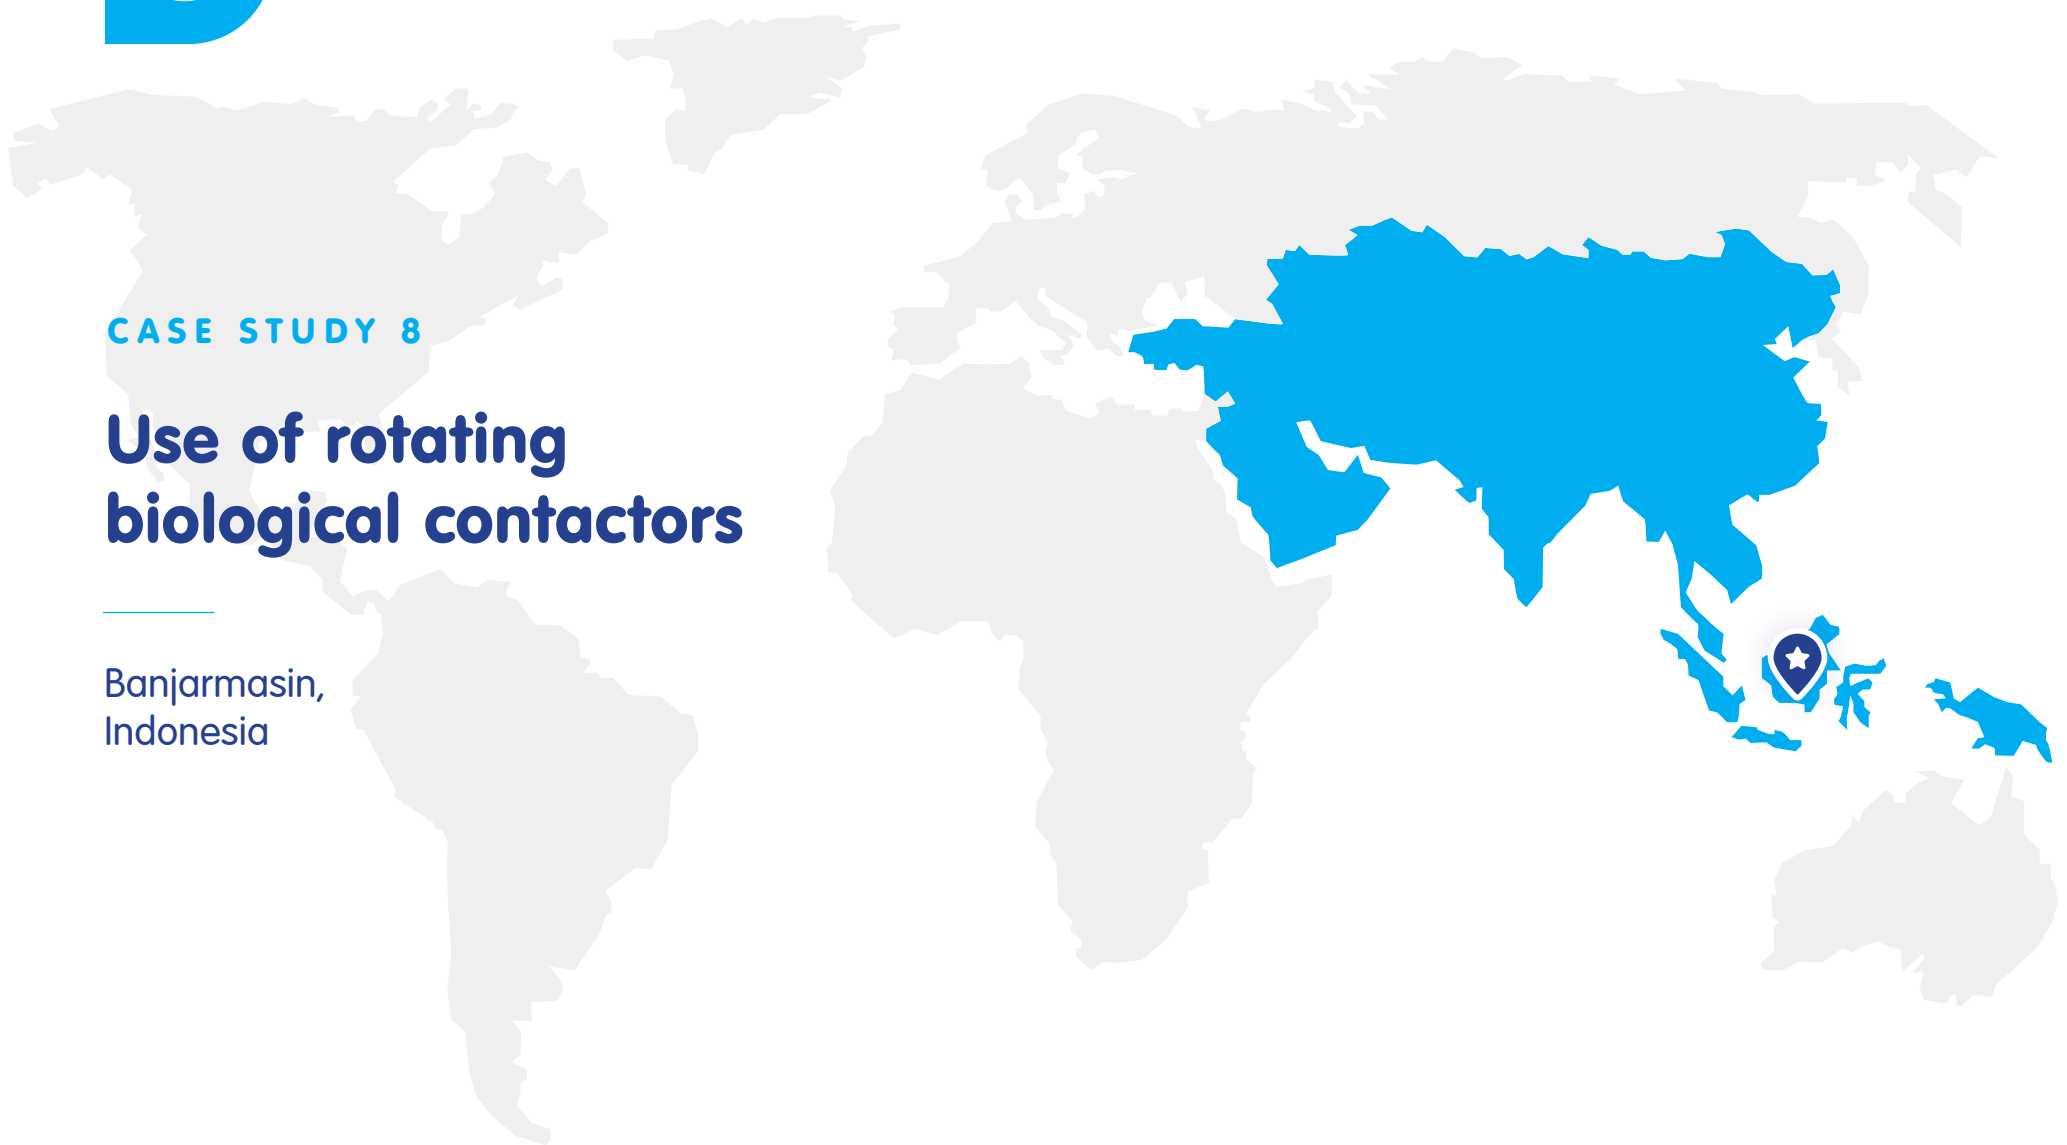 CASE STUDY 8
Use of rotating
biological contactors
Banjarmasin,
Indonesia